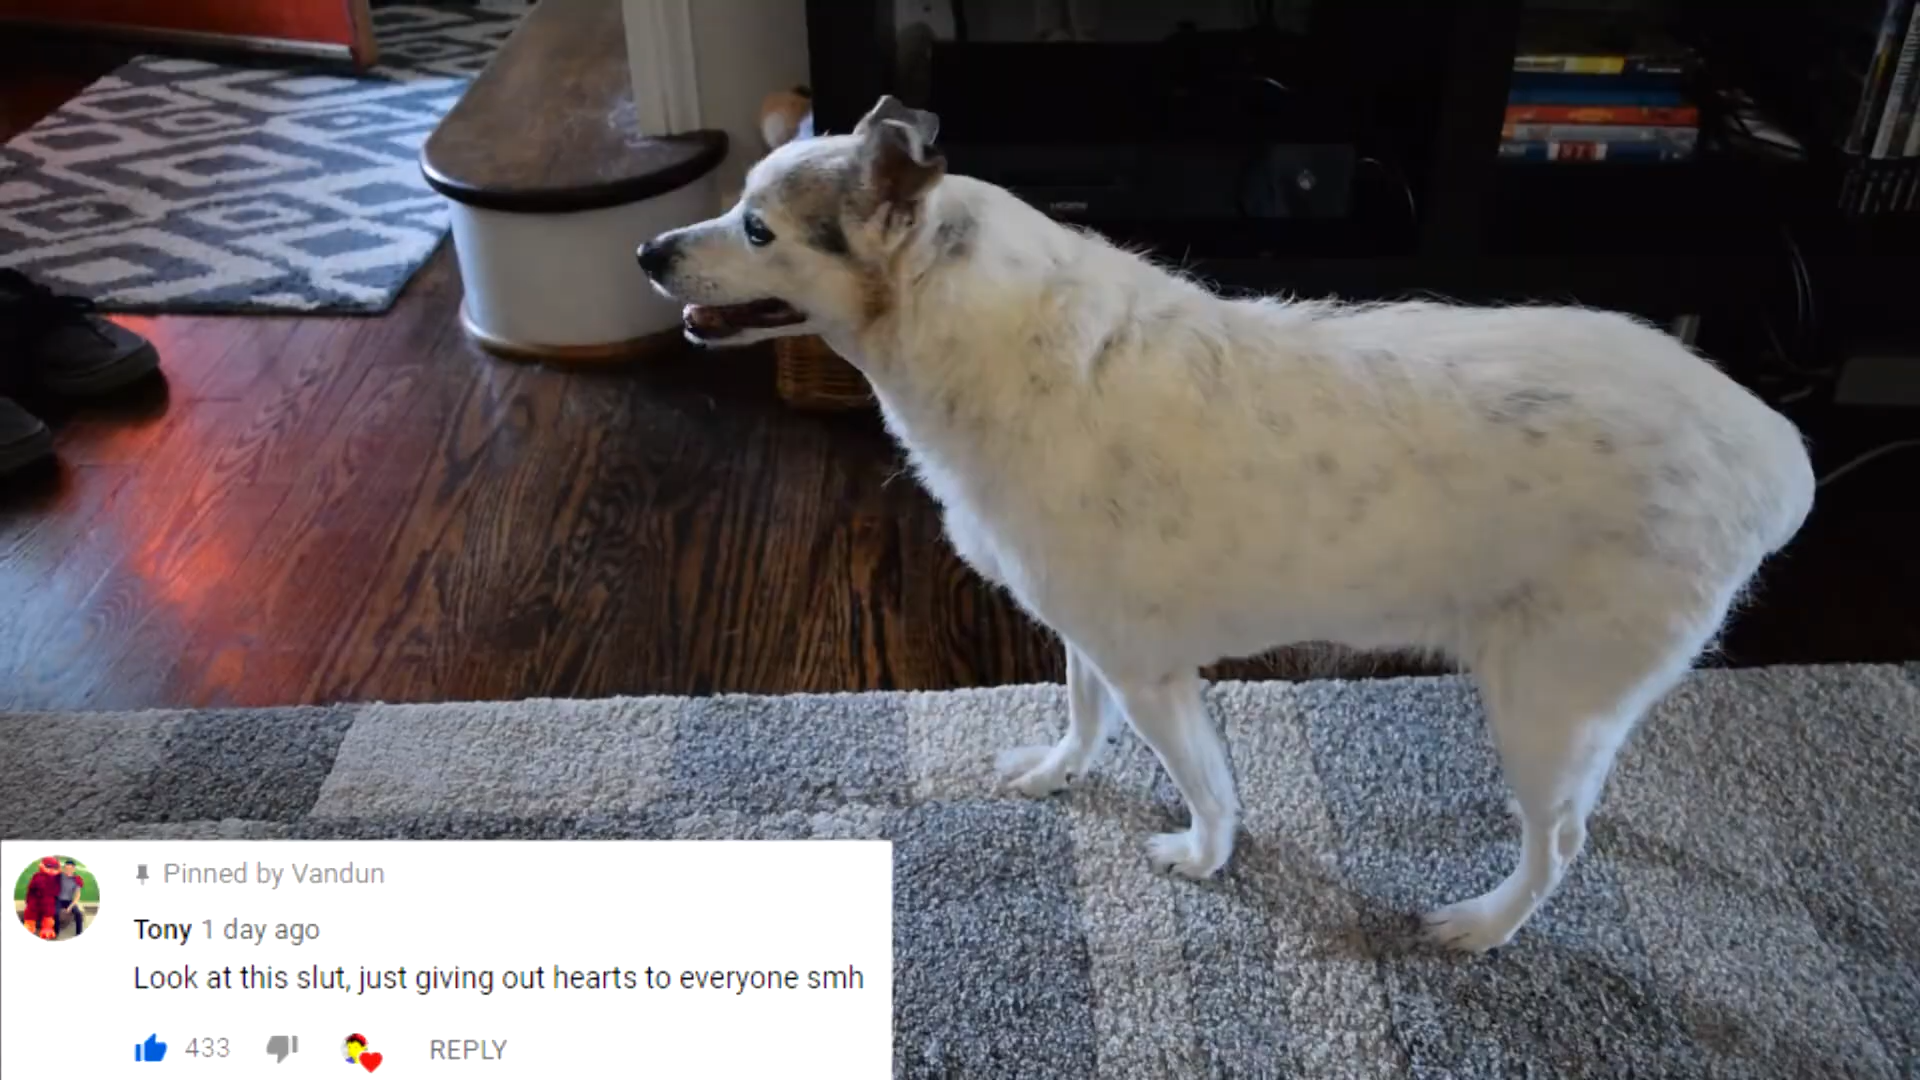 Pinned by Vandun
Tony 1 day ago
Look at this slut, just giving out hearts to everyone smh
433
REPLY